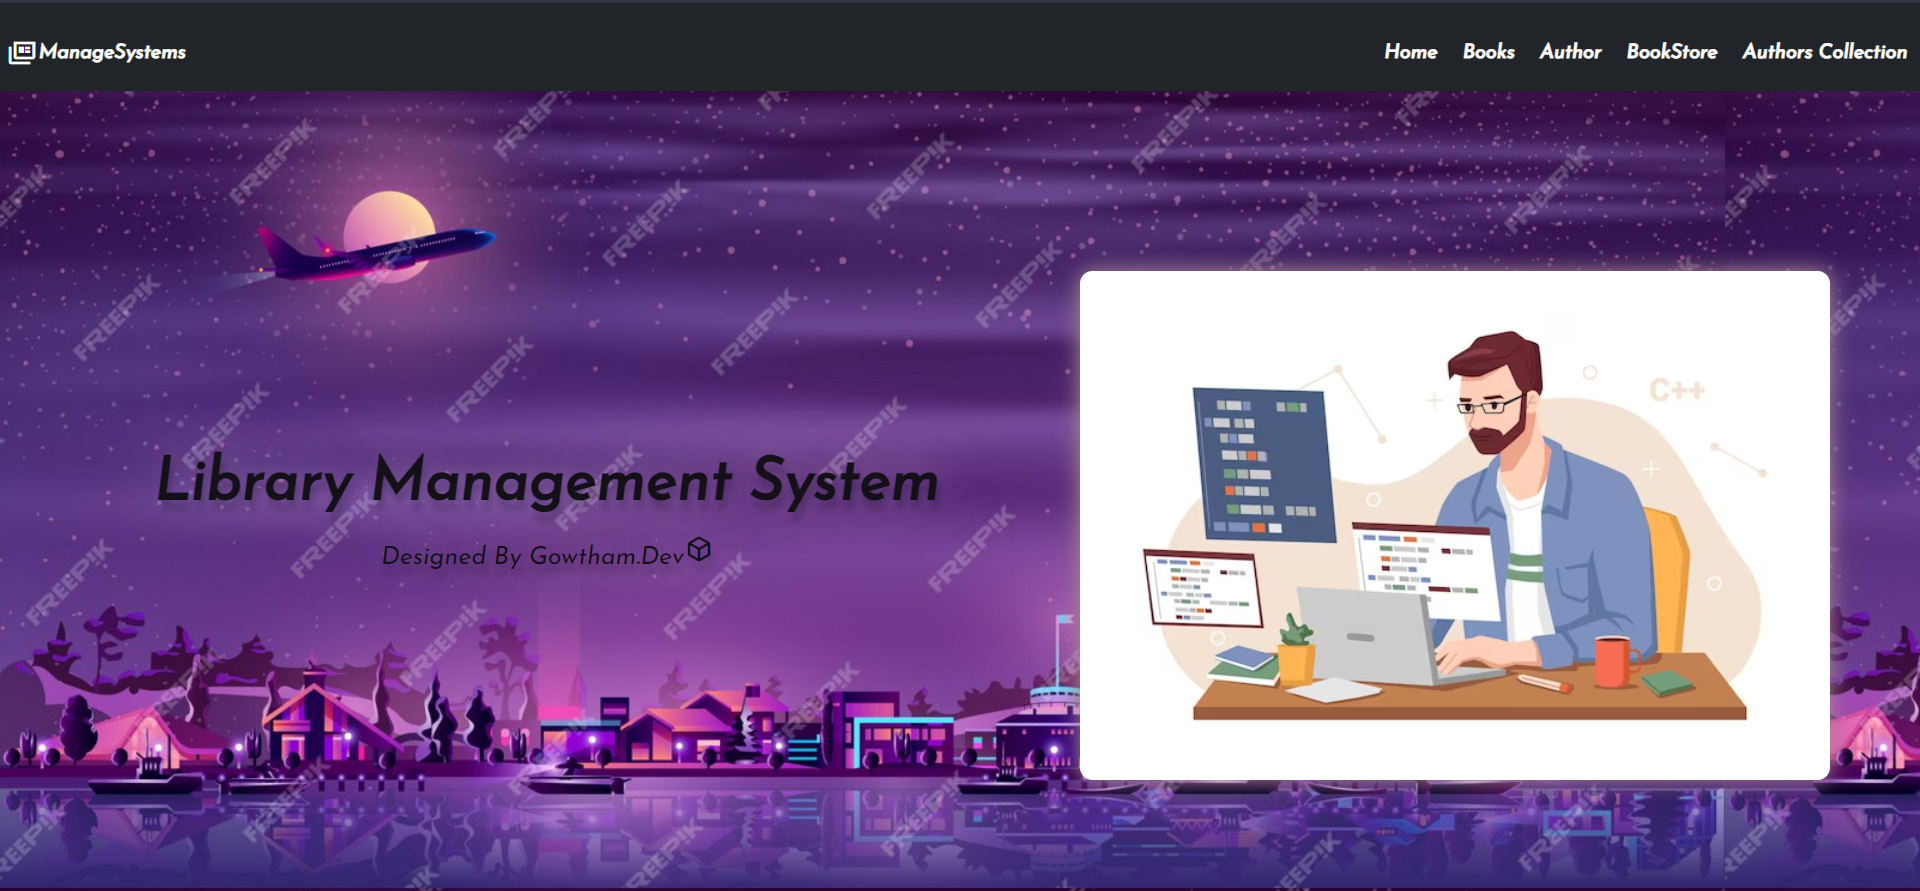 ManageSystems
Home Books Author BookStore Authors Collection
Library Management System
Designed By Gowtham.Dev
C++
FREEPIK